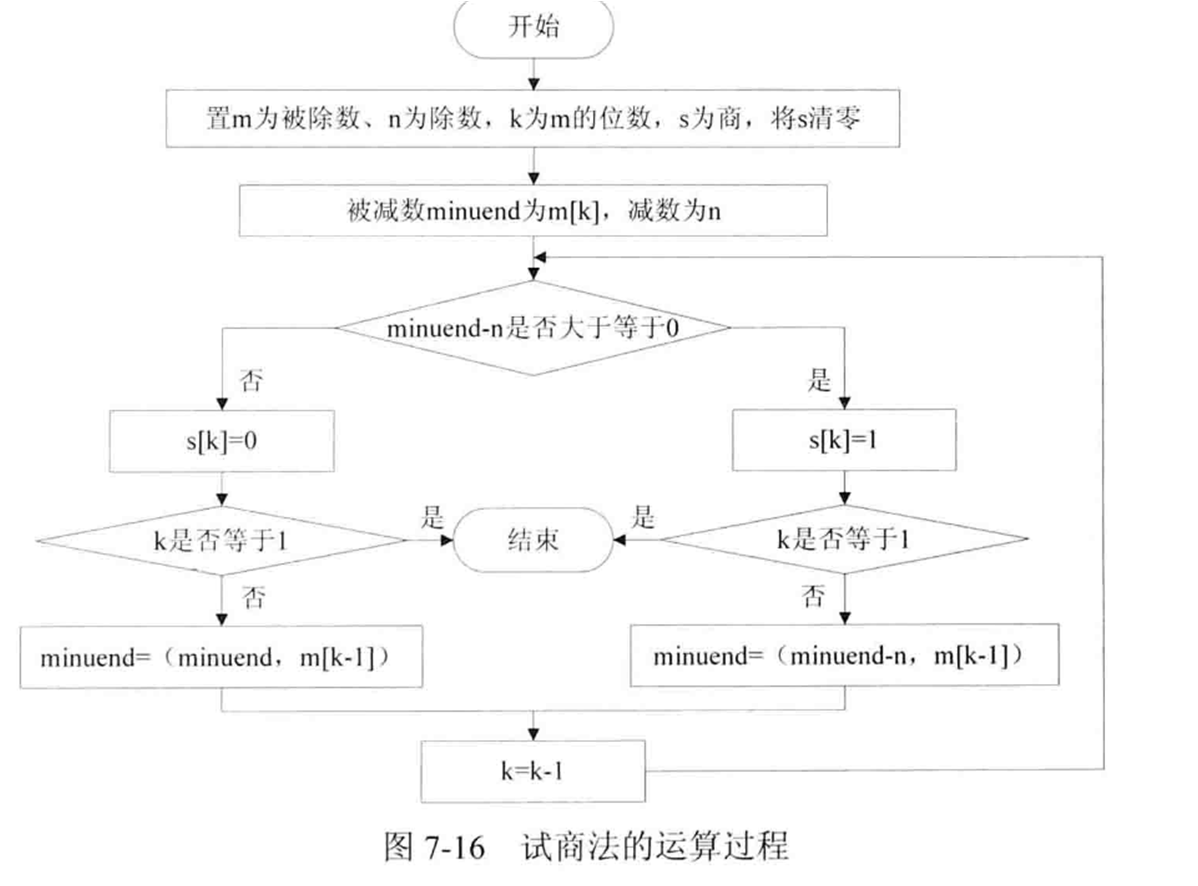 开始
置m为被除数、n为除数，k为m的位数，s为商，将s清零
被减数minuend为m[k]，减数为n
minuend-n是否大于等于0
否
是
s[k]=0
s[k]=1
k是否等于1
是
结束
是
k是否等于1
否
否
minuend=（minuend，m[k-1]）
minuend=（minuend-n，m[k-1]）
k=k-1
图 7-16 试商法的运算过程